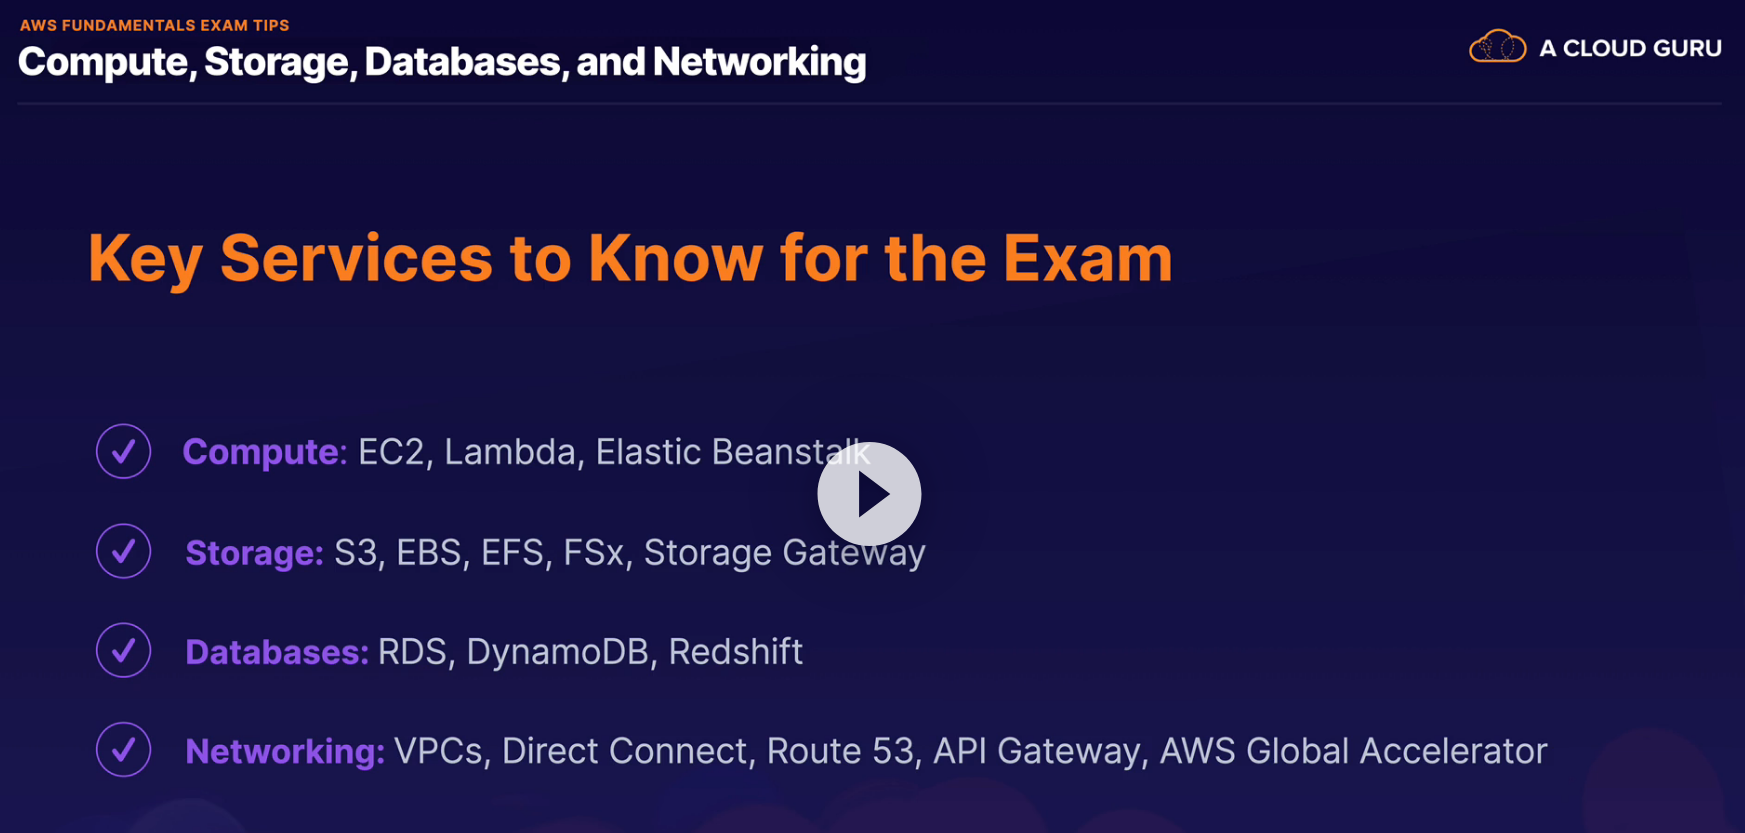 AWS FUNDAMENTALS EXAM TIPS
Compute, Storage, Databases, and Networking
A CLOUD GURU
Key Services to Know for the Exam
Compute: EC2, Lambda, Elastic Beanstalk
Storage: S3, EBS, EFS, FSx, Storage Gateway
Databases: RDS, DynamoDB, Redshift
Networking: VPCs, Direct Connect, Route 53, API Gateway, AWS Global Accelerator